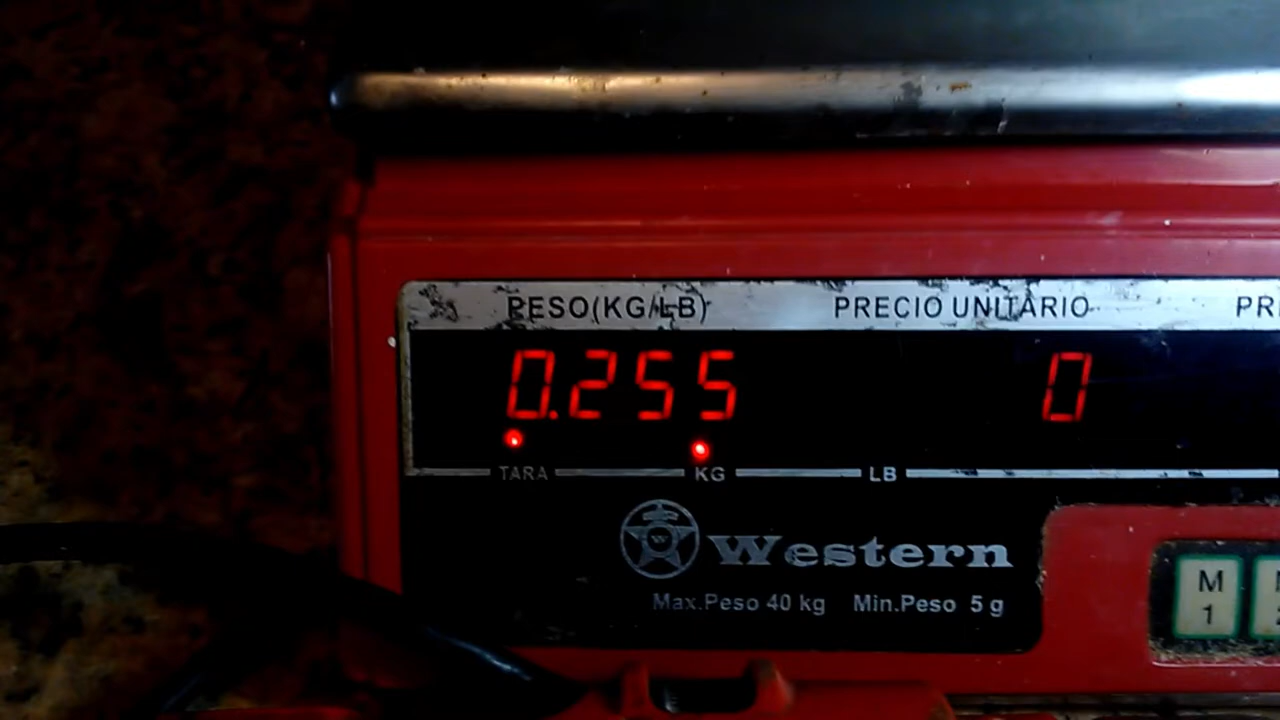 PESO(KG/LB) PRECIO UNITARIO PR
0.255 0
TARA KG LB
W Western
Max.Peso 40 kg Min.Peso 5 g
M
1